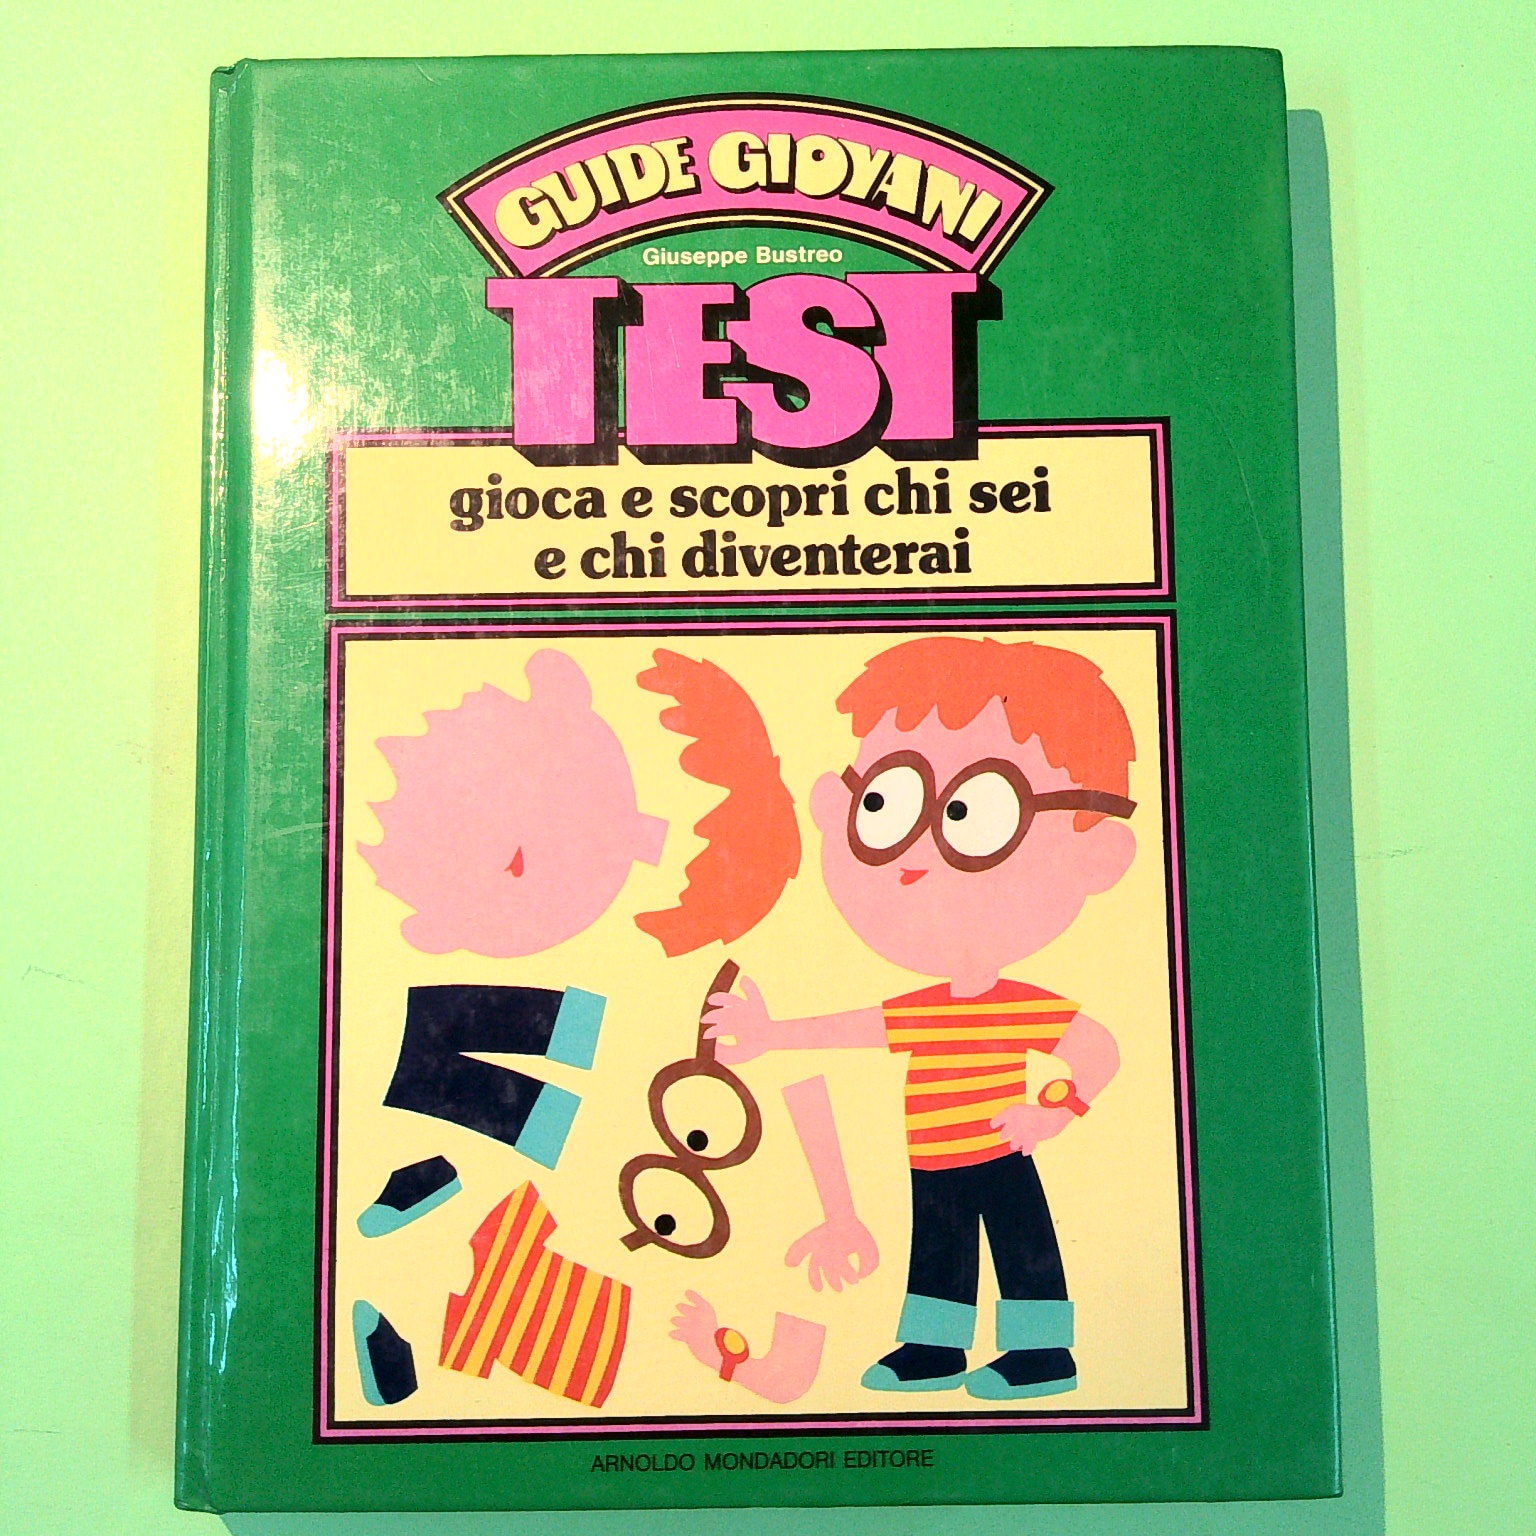 GUIDE GIOVANI
Giuseppe Bustreo
TEST
gioca e scopri chi sei
e chi diventerai
ARNOLDO MONDADORI EDITORE